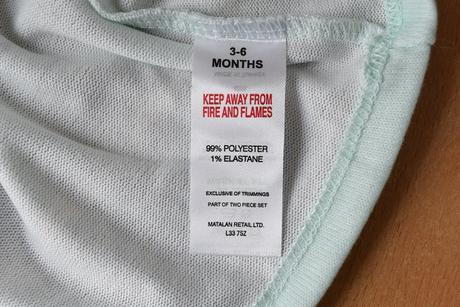 3-6
MONTHS
KEEP AWAY FROM
FIRE AND FLAMES
99% POLYESTER
1% ELASTANE
EXCLUSIVE OF TRIMMINGS
PART OF TWO PIECE SET
MATALAN RETAIL LTD.
L33 7SZ